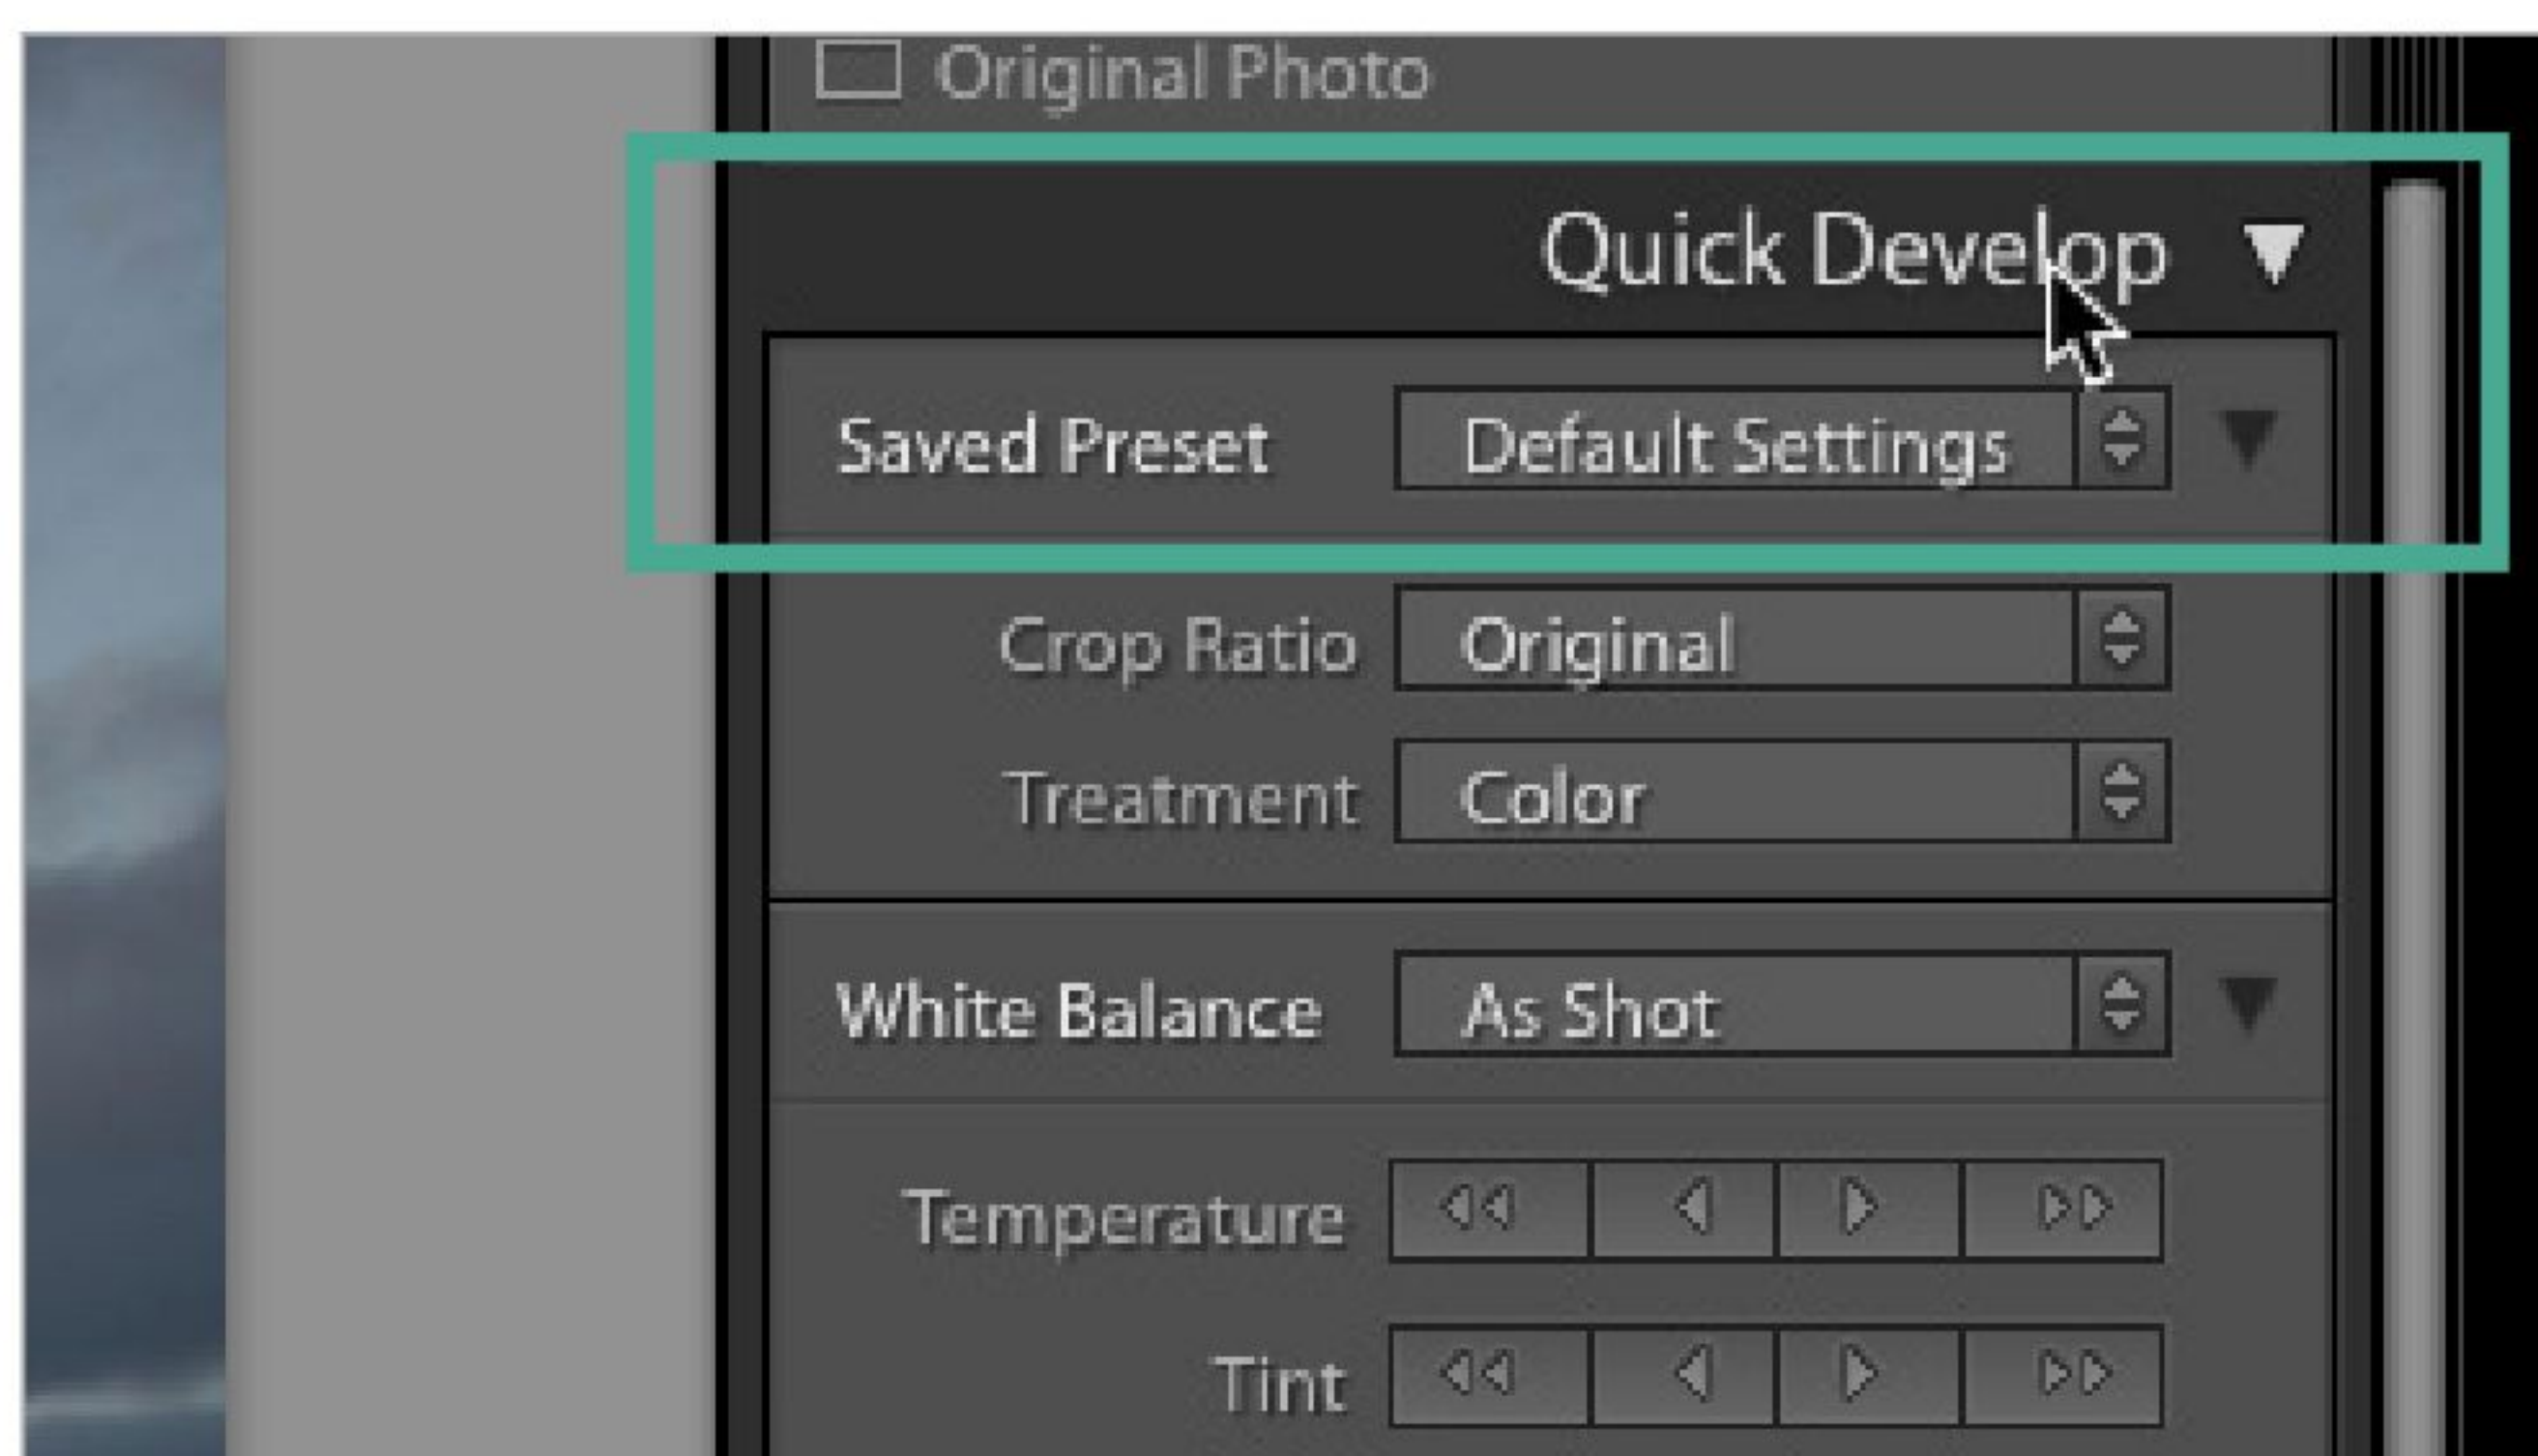 Original Photo
Quick Develop
Saved Preset Default Settings
Crop Ratio Original
Treatment Color
White Balance As Shot
Temperature
Tint